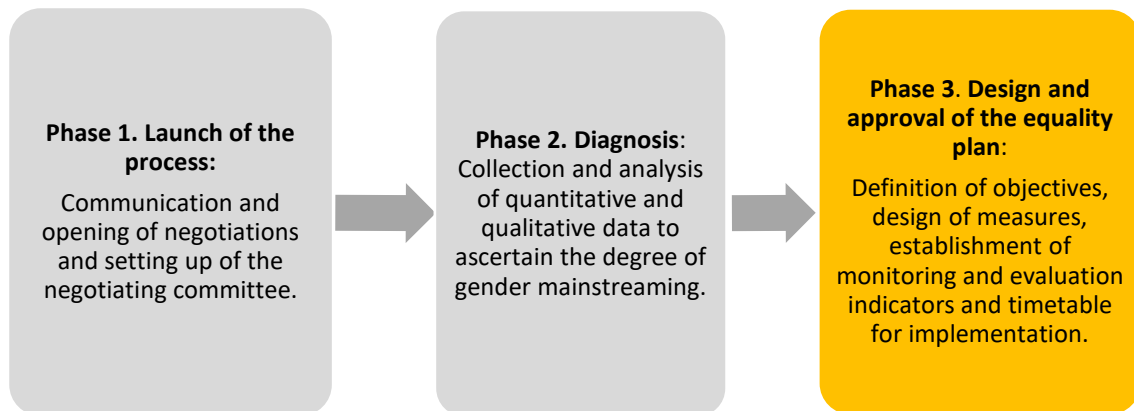 Phase 1. Launch of the
process:
Communication and
opening of negotiations
and setting up of the
negotiating committee.
Phase 2. Diagnosis:
Collection and analysis
of quantitative and
qualitative data to
ascertain the degree of
gender mainstreaming.
Phase 3. Design and
approval of the equality
plan:
Definition of objectives,
design of measures,
establishment of
monitoring and evaluation
indicators and timetable
for implementation.